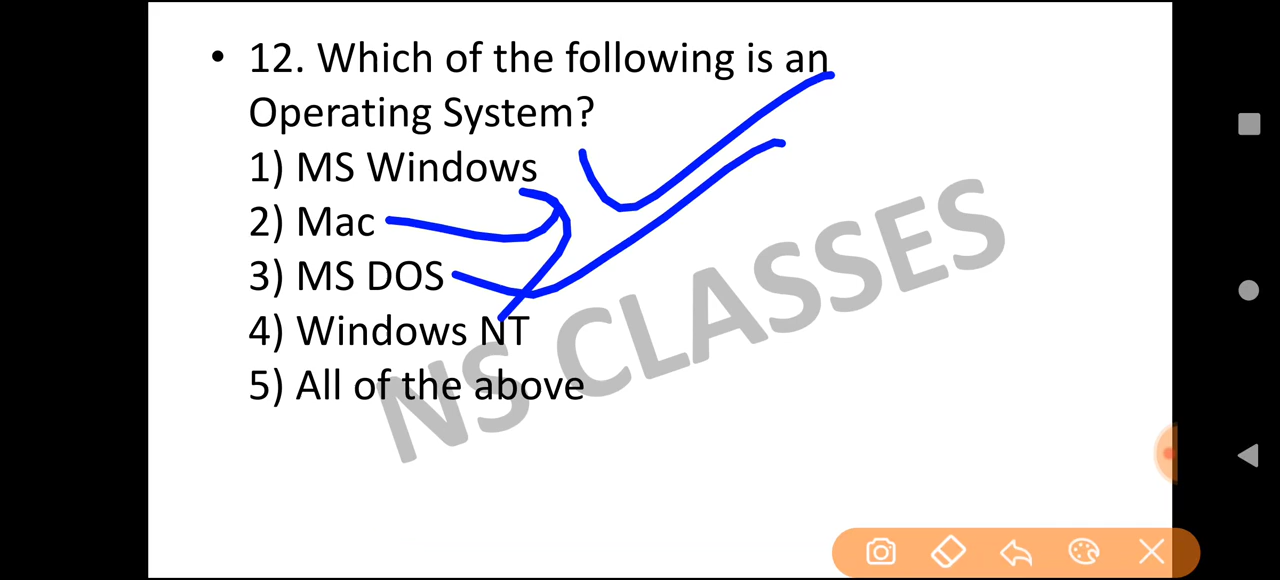 • 12. Which of the following is an
Operating System?
1) MS Windows
2) Mac
3) MS DOS
4) Windows NT
5) All of the above
NS CLASSES